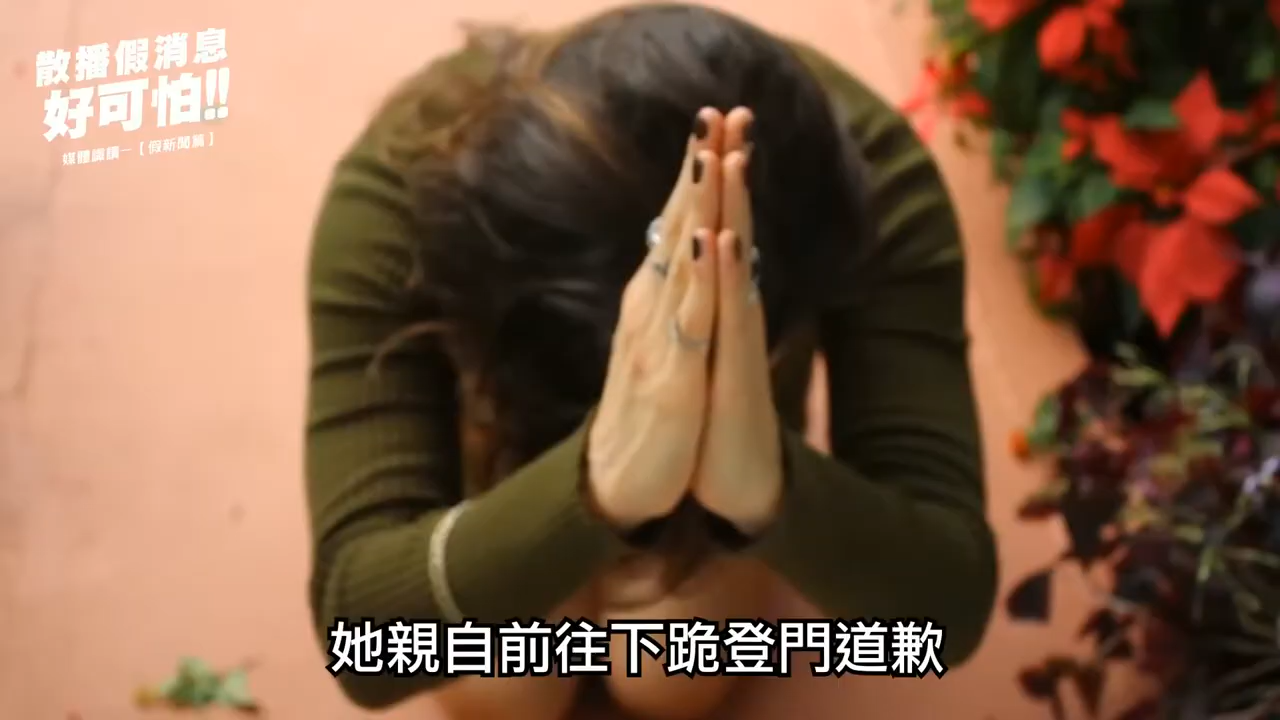 散播假消息
好可怕!!
媒體識讀—【假新聞篇】
她親自前往下跪登門道歉